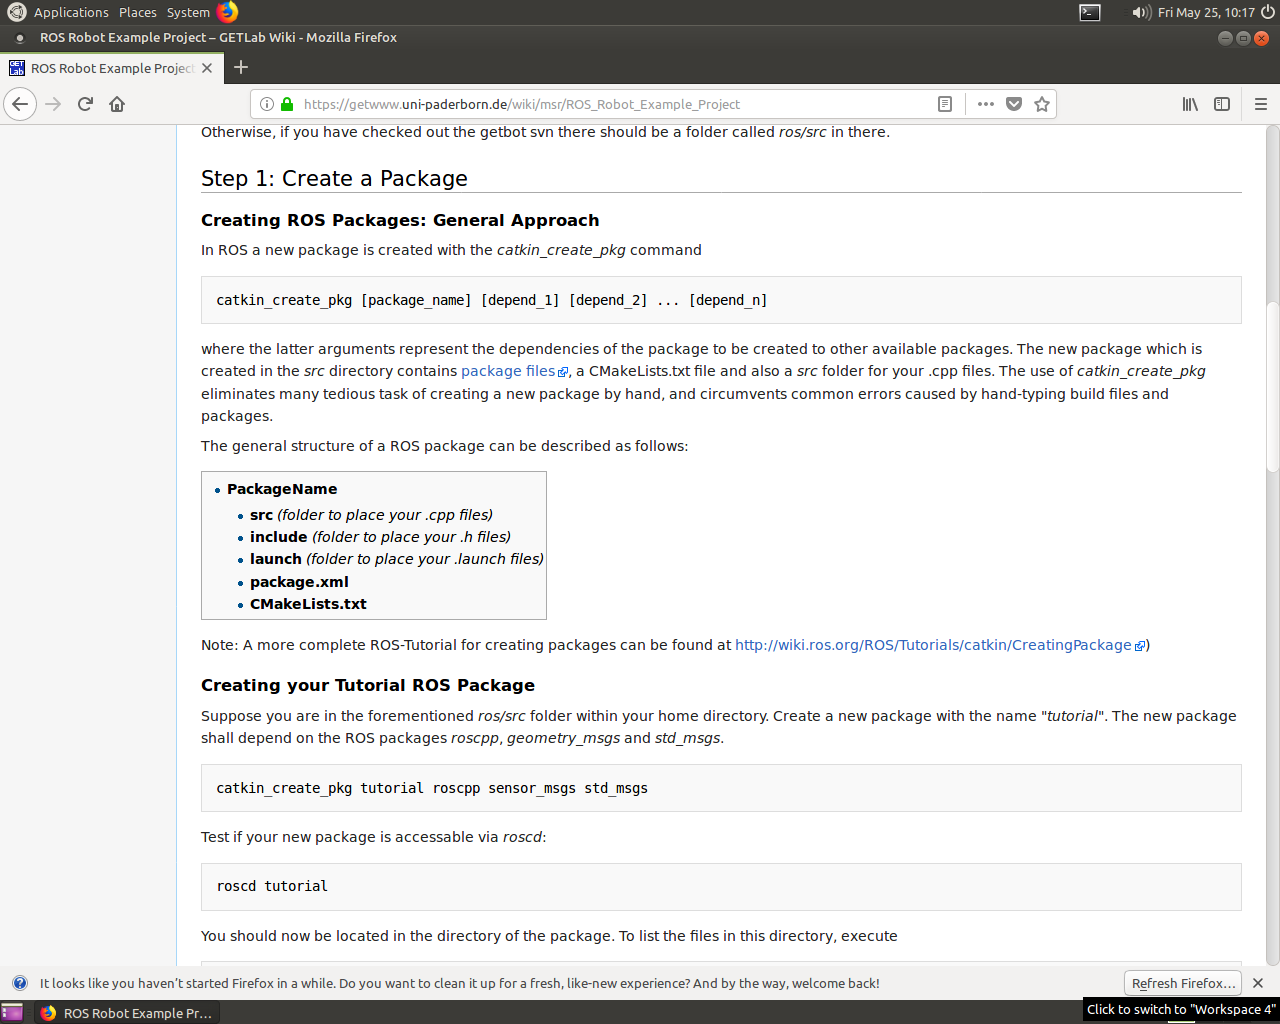 Applications Places System Fri May 25, 10:17
ROS Robot Example Project – GETLab Wiki - Mozilla Firefox
GET Lab ROS Robot Example Project
https://getwww.uni-paderborn.de/wiki/msr/ROS_Robot_Example_Project
Otherwise, if you have checked out the getbot svn there should be a folder called ros/src in there.
Step 1: Create a Package
Creating ROS Packages: General Approach
In ROS a new package is created with the catkin_create_pkg command
catkin_create_pkg [package_name] [depend_1] [depend_2] ... [depend_n]
where the latter arguments represent the dependencies of the package to be created to other available packages. The new package which is
created in the src directory contains package files, a CMakeLists.txt file and also a src folder for your .cpp files. The use of catkin_create_pkg
eliminates many tedious task of creating a new package by hand, and circumvents common errors caused by hand-typing build files and
packages.
The general structure of a ROS package can be described as follows:
PackageName
src (folder to place your .cpp files)
include (folder to place your .h files)
launch (folder to place your .launch files)
package.xml
CMakeLists.txt
Note: A more complete ROS-Tutorial for creating packages can be found at http://wiki.ros.org/ROS/Tutorials/catkin/CreatingPackage)
Creating your Tutorial ROS Package
Suppose you are in the forementioned ros/src folder within your home directory. Create a new package with the name "tutorial". The new package
shall depend on the ROS packages roscpp, geometry_msgs and std_msgs.
catkin_create_pkg tutorial roscpp sensor_msgs std_msgs
Test if your new package is accessable via roscd:
roscd tutorial
You should now be located in the directory of the package. To list the files in this directory, execute
It looks like you haven’t started Firefox in a while. Do you want to clean it up for a fresh, like-new experience? And by the way, welcome back! Refresh Firefox…
ROS Robot Example Pr... Click to switch to "Workspace 4"